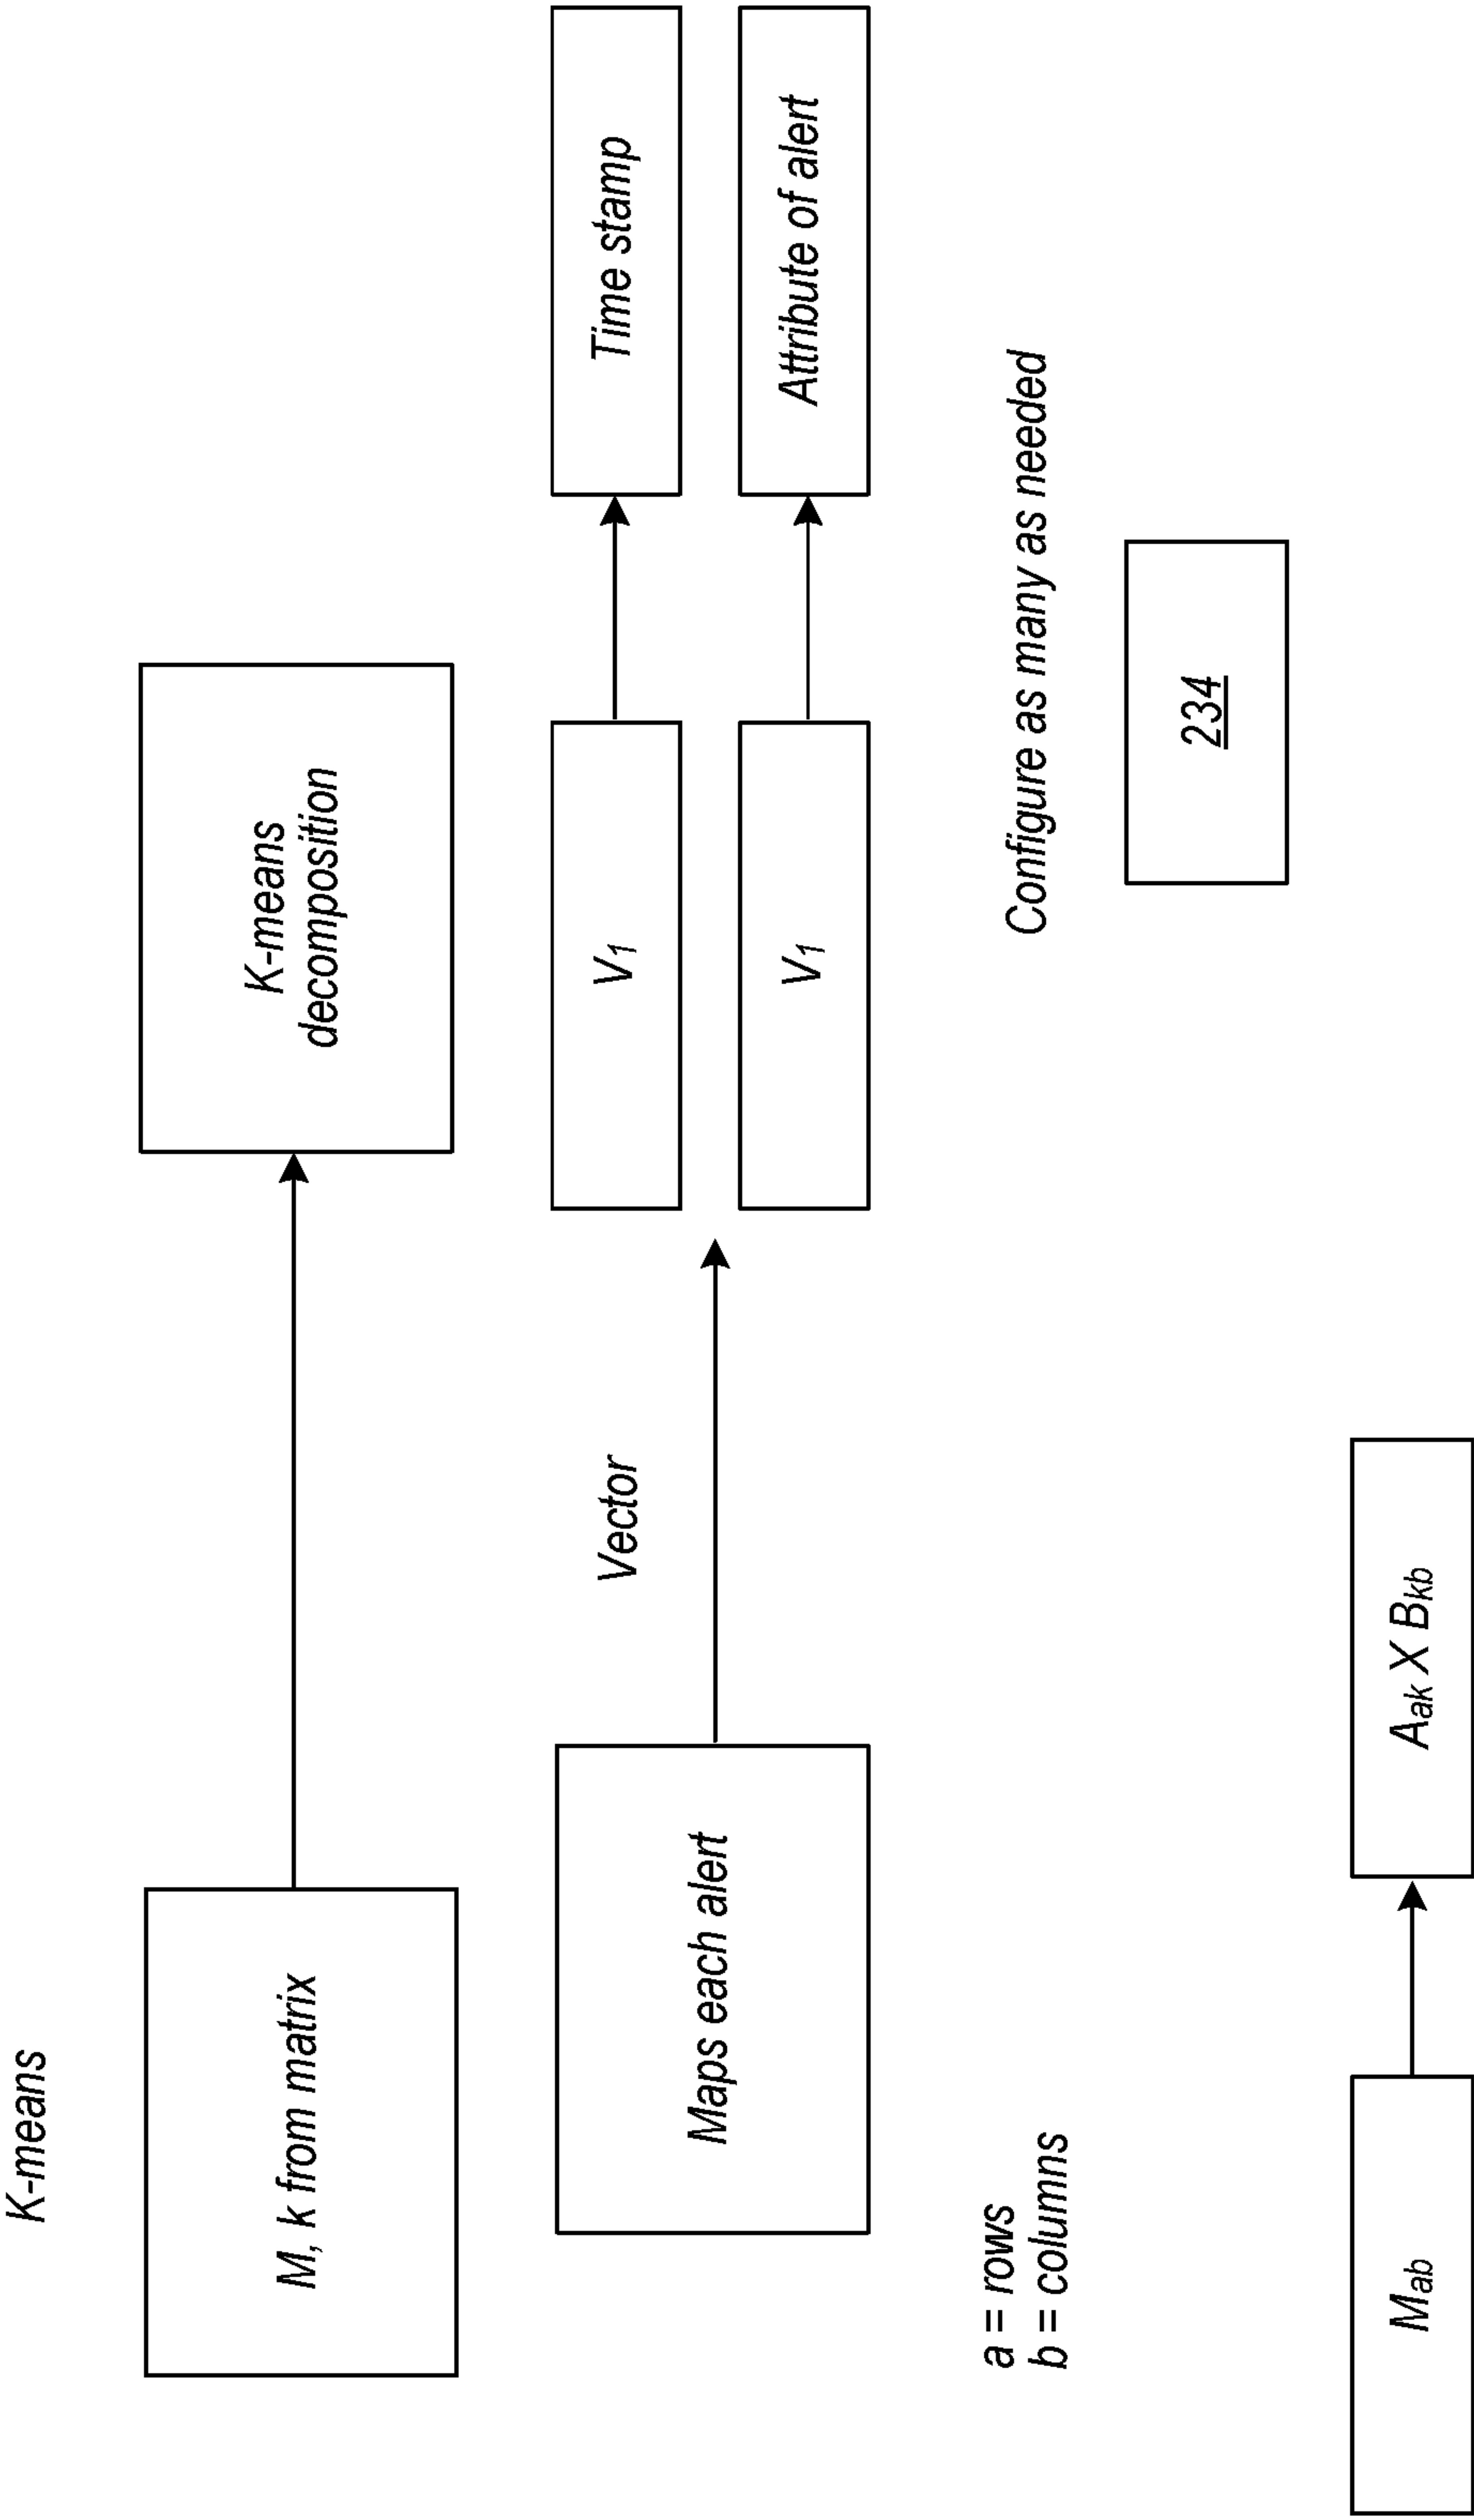 K-means
M, k from matrix
K-means
decomposition
Maps each alert
Vector
V1
Time stamp
V1
Attribute of alert
a = rows
b = columns
Configure as many as needed
234
Mab
Aak X Bkb